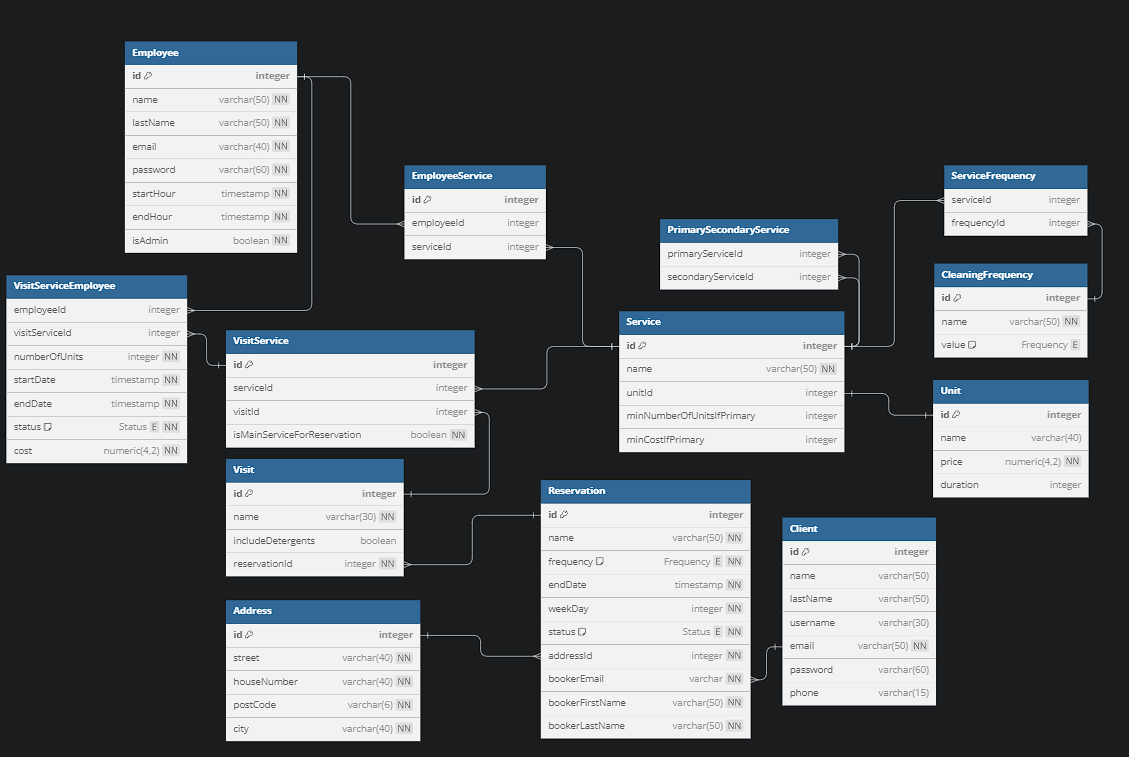 Employee
id integer
name varchar(50) NN
lastName varchar(50) NN
email varchar(40) NN
password varchar(60) NN
startHour timestamp NN
endHour timestamp NN
isAdmin boolean NN
EmployeeService
id integer
employeeId integer
serviceId integer
ServiceFrequency
serviceId integer
frequencyId integer
PrimarySecondaryService
primaryServiceId integer
secondaryServiceId integer
CleaningFrequency
id integer
name varchar(50) NN
value Frequency E
VisitServiceEmployee
employeeId integer
visitServiceId integer
numberOfUnits integer NN
startDate timestamp NN
endDate timestamp NN
status Status E NN
cost numeric(4,2) NN
VisitService
id integer
serviceId integer
visitId integer
isMainServiceForReservation boolean NN
Service
id integer
name varchar(50) NN
unitId integer
minNumberOfUnitsIfPrimary integer
minCostIfPrimary integer
Unit
id integer
name varchar(40)
price numeric(4,2) NN
duration integer
Visit
id integer
name varchar(30) NN
includeDetergents boolean
reservationId integer NN
Reservation
id integer
name varchar(50) NN
frequency Frequency E NN
endDate timestamp NN
weekDay integer NN
status Status E NN
addressId integer NN
bookerEmail varchar NN
bookerFirstName varchar(50) NN
bookerLastName varchar(50) NN
Client
id integer
name varchar(50)
lastName varchar(50)
username varchar(30)
email varchar(50) NN
password varchar(60)
phone varchar(15)
Address
id integer
street varchar(40) NN
houseNumber varchar(40) NN
postCode varchar(6) NN
city varchar(40) NN